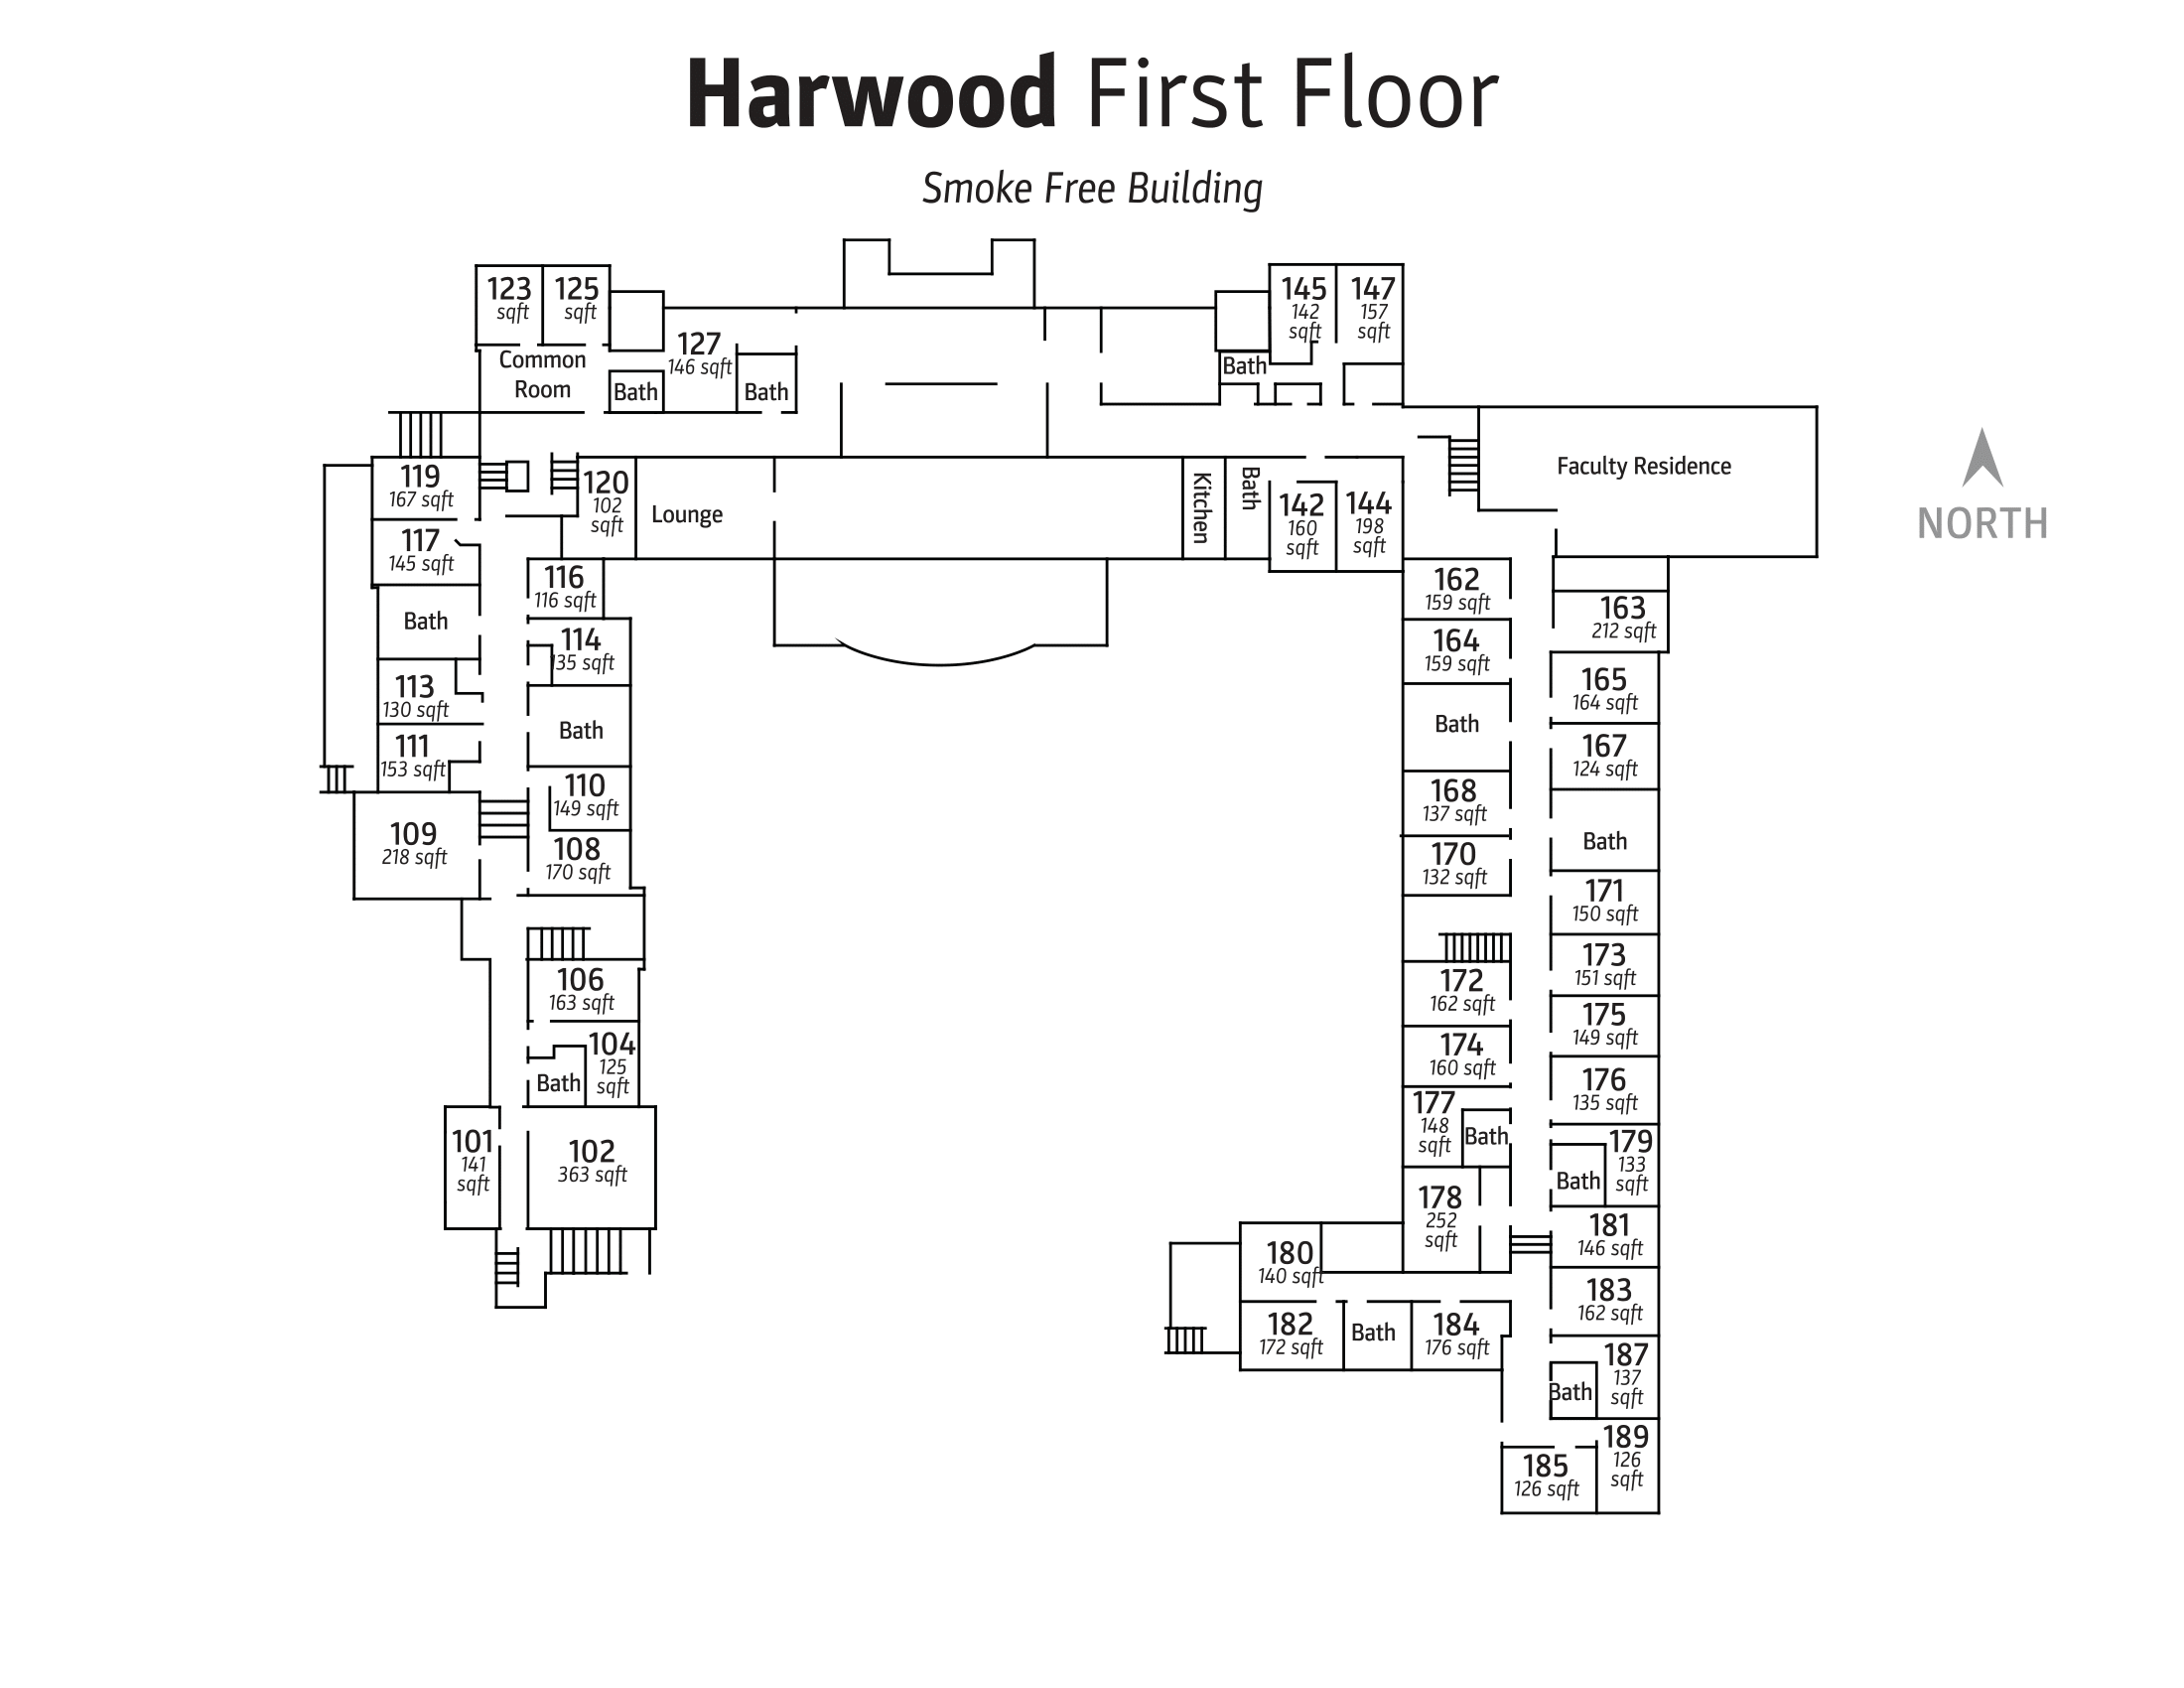 Harwood First Floor
Smoke Free Building
123
sqft
125
sqft
Common
Room
Bath
127
146 sqft
Bath
145
142
sqft
147
157
sqft
Bath
Faculty Residence
NORTH
119
167 sqft
120
102
sqft
Lounge
Kitchen
Bath
142
160
sqft
144
198
sqft
117
145 sqft
116
116 sqft
162
159 sqft
163
212 sqft
Bath
114
135 sqft
164
159 sqft
165
164 sqft
113
130 sqft
Bath
Bath
167
124 sqft
111
153 sqft
110
149 sqft
168
137 sqft
Bath
109
218 sqft
108
170 sqft
170
132 sqft
171
150 sqft
106
163 sqft
172
162 sqft
173
151 sqft
104
125
sqft
Bath
174
160 sqft
175
149 sqft
176
135 sqft
101
141
sqft
102
363 sqft
177
148
sqft
Bath
179
133
sqft
Bath
178
252
sqft
181
146 sqft
180
140 sqft
183
162 sqft
182
172 sqft
Bath
184
176 sqft
187
137
sqft
Bath
189
126
sqft
185
126 sqft